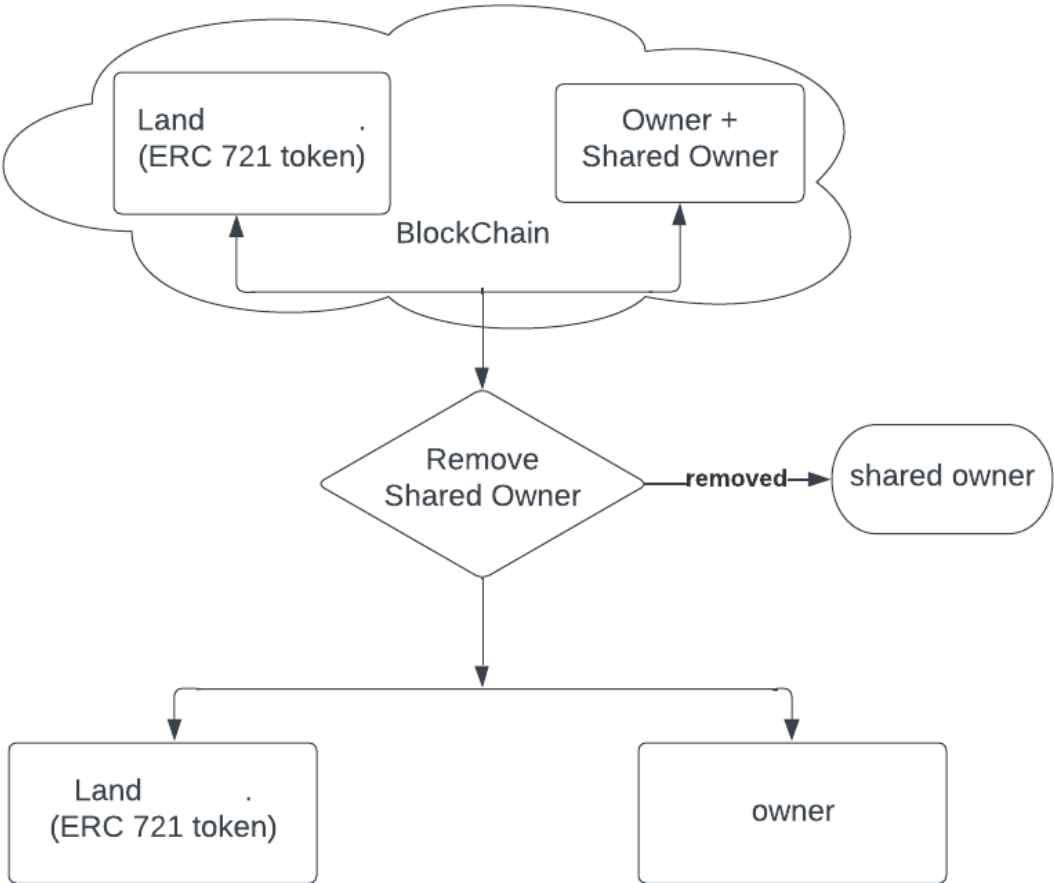 Land .
(ERC 721 token)
Owner +
Shared Owner
BlockChain
Remove
Shared Owner
removed
shared owner
Land .
(ERC 721 token)
owner